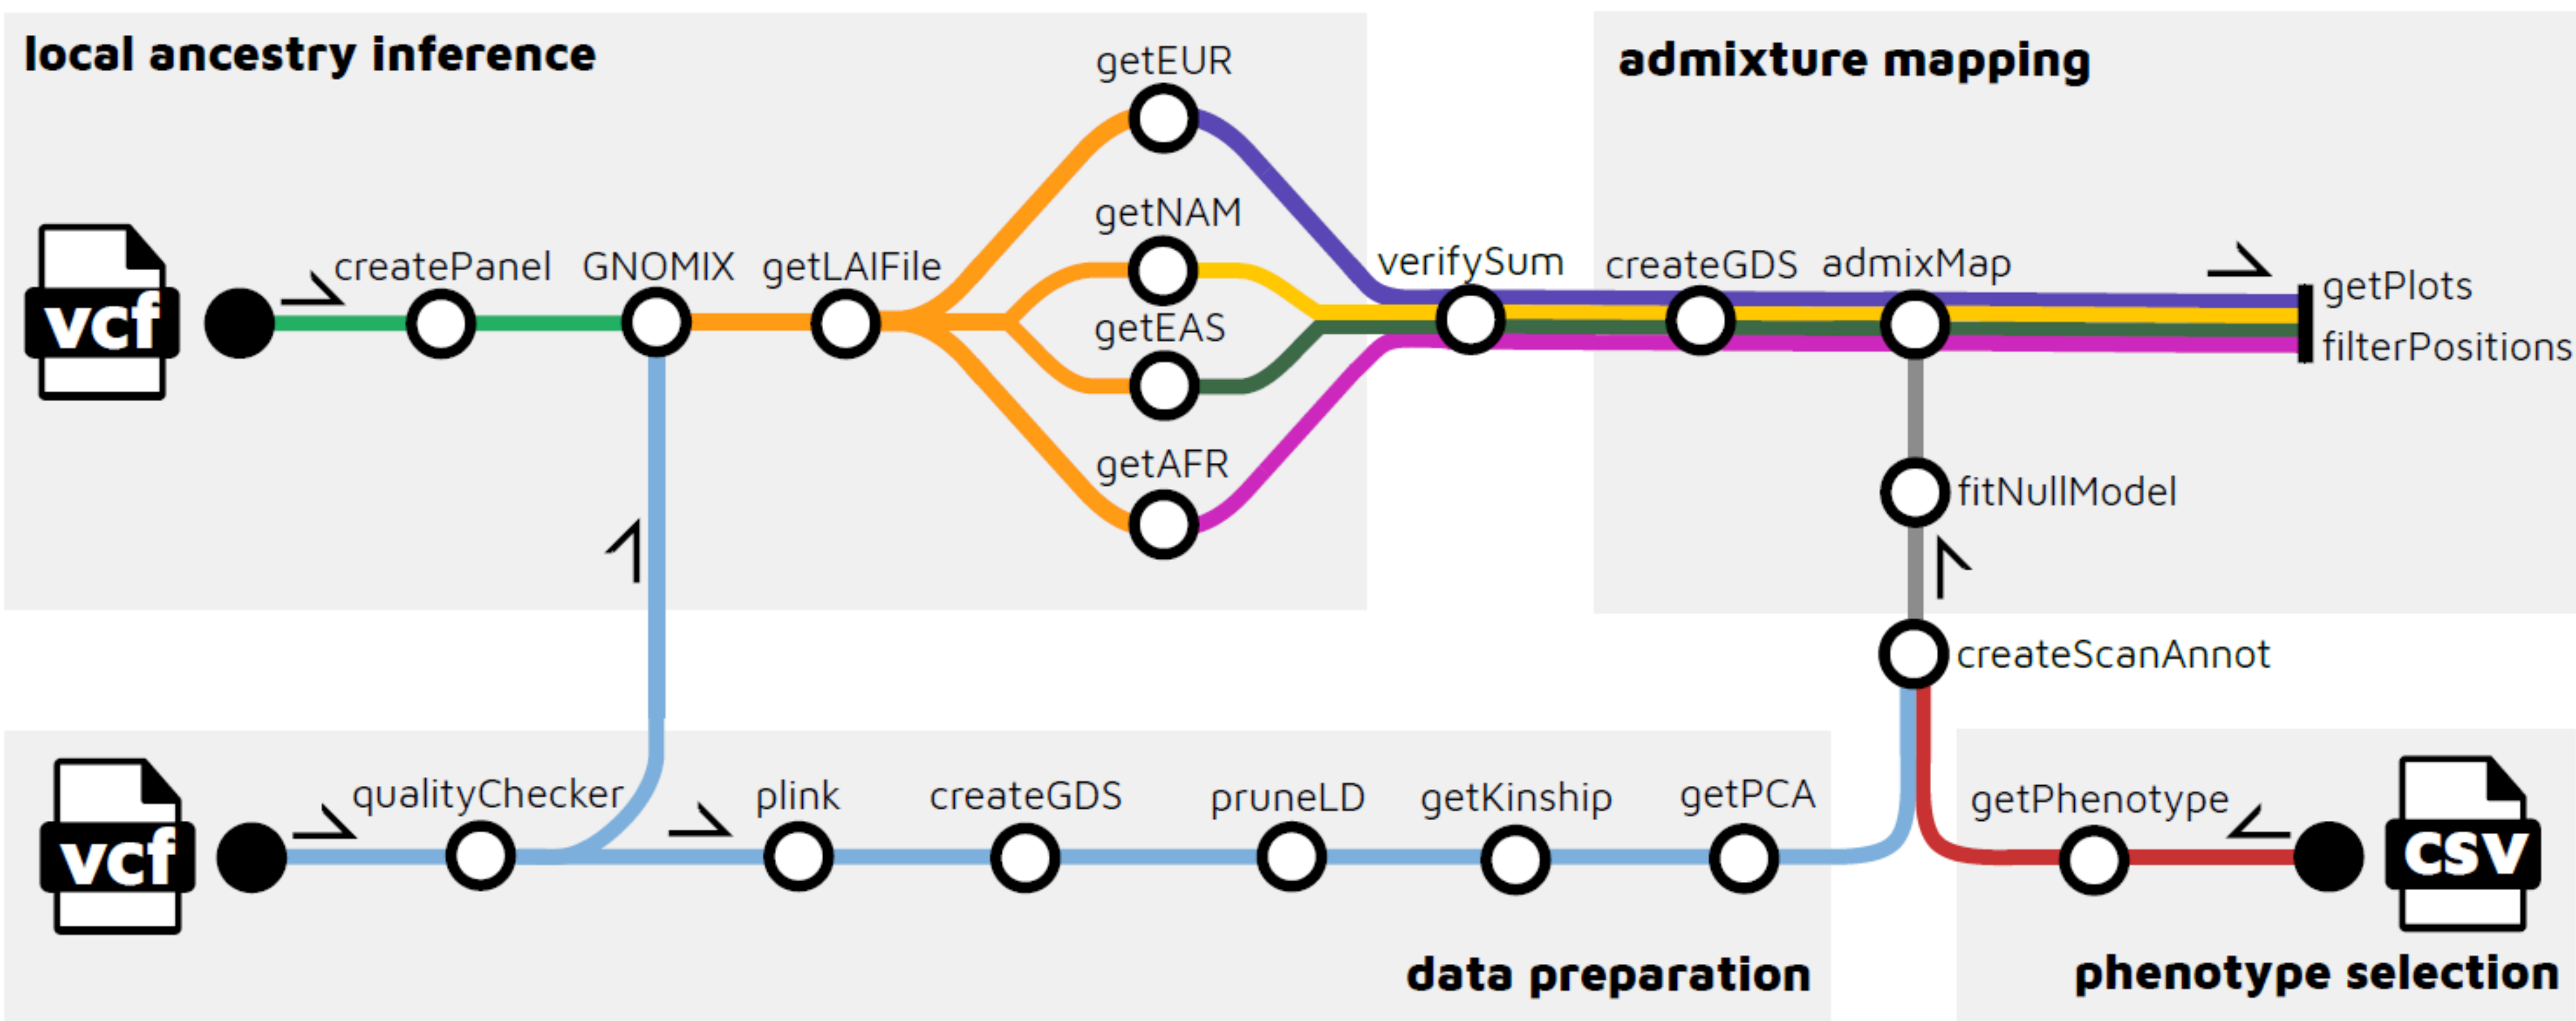 local ancestry inference
admixture mapping
getEUR
getNAM
getEAS
getAFR
vcf
createPanel
GNOMIX
getLAIFile
verifySum
createGDS
admixMap
getPlots
filterPositions
fitNullModel
createScanAnnot
vcf
qualityChecker
plink
createGDS
pruneLD
getKinship
getPCA
getPhenotype
csv
data preparation
phenotype selection